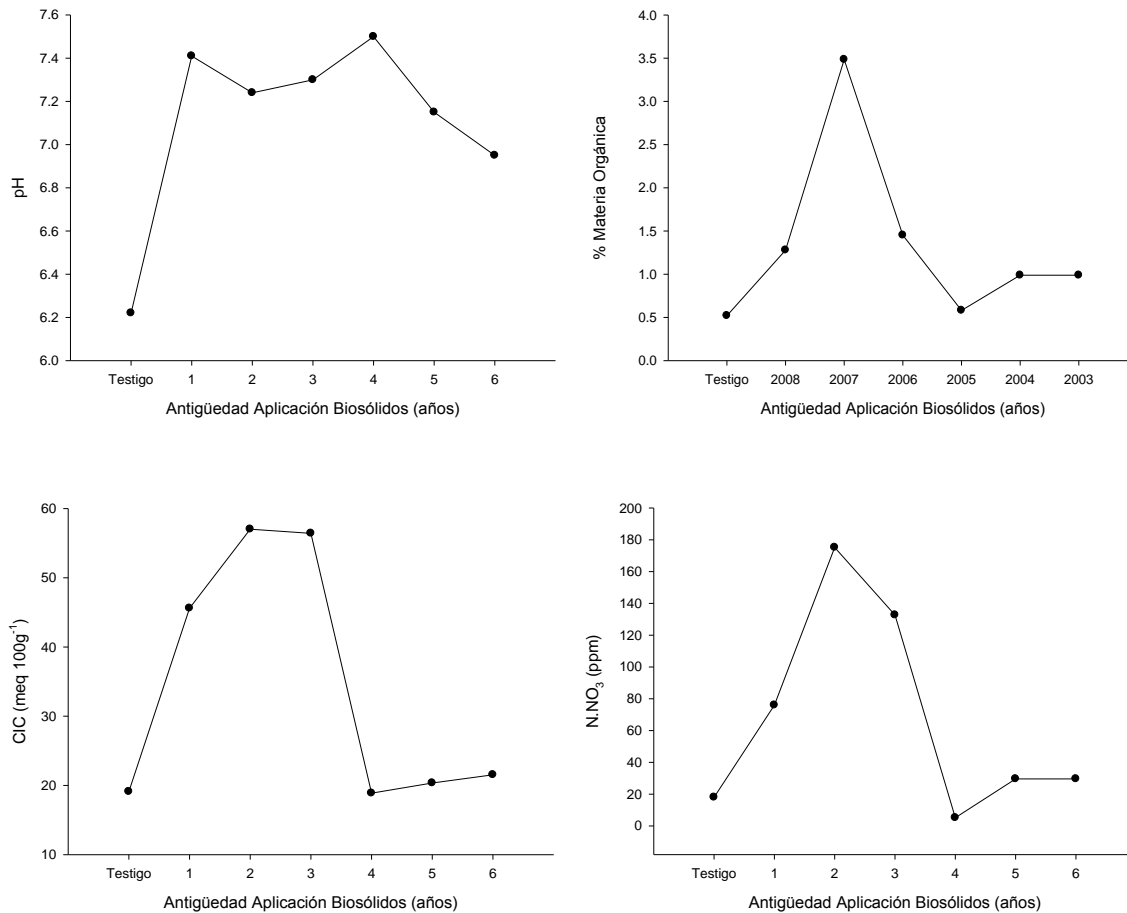 7.6
7.4
7.2
7.0
6.8
6.6
6.4
6.2
6.0
pH
Testigo 1 2 3 4 5 6
Antigüedad Aplicación Biosólidos (años)
4.0
3.5
3.0
2.5
2.0
1.5
1.0
0.5
0.0
% Materia Orgánica
Testigo 2008 2007 2006 2005 2004 2003
Antigüedad Aplicación Biosólidos (años)
60
50
40
30
20
10
CIC (meq 100g⁻¹)
Testigo 1 2 3 4 5 6
Antigüedad Aplicación Biosólidos (años)
200
180
160
140
120
100
80
60
40
20
0
N.NO₃ (ppm)
Testigo 1 2 3 4 5 6
Antigüedad Aplicación Biosólidos (años)